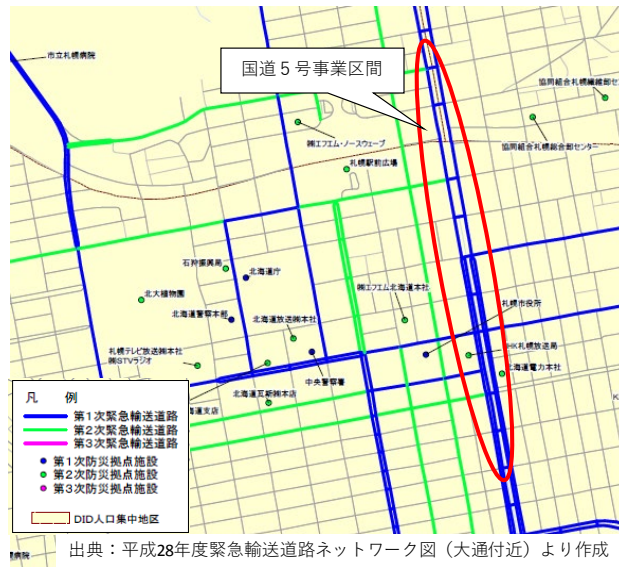 市立札幌病院
国道５号事業区間
協同組合札幌繊維卸セン
㈱エフエム・ノースウェーブ
協同組合札幌総合卸センター
札幌駅前広場
石狩振興局
北海道庁
㈱エフエム北海道本社
北大植物園
札幌市役所
北海道警察本部
北海道放送㈱本社
札幌テレビ放送㈱本社
㈱STVラジオ
中央警察署
NHK札幌放送局
北海道電力本社
北海道瓦斯㈱本店
海道支店
凡　例
第１次緊急輸送道路
第２次緊急輸送道路
第３次緊急輸送道路
第１次防災拠点施設
第２次防災拠点施設
第３次防災拠点施設
DID人口集中地区
幌病院
出典：平成28年度緊急輸送道路ネットワーク図（大通付近）より作成